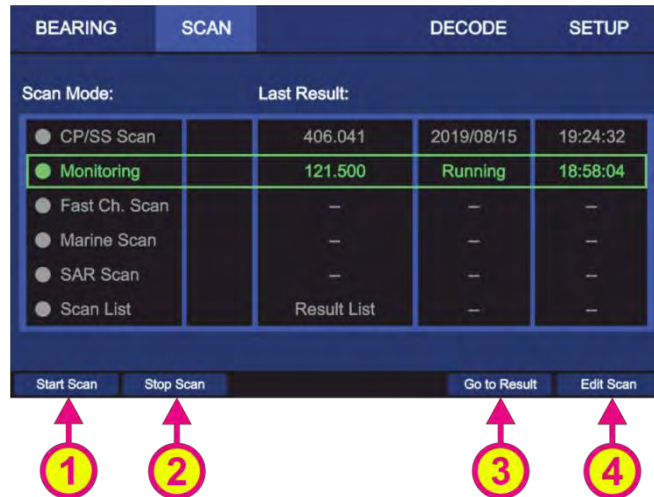 BEARING SCAN DECODE SETUP
Scan Mode: Last Result:
CP/SS Scan 406.041 2019/08/15 19:24:32
Monitoring 121.500 Running 18:58:04
Fast Ch. Scan – – –
Marine Scan – – –
SAR Scan – – –
Scan List Result List – –
Start Scan Stop Scan Go to Result Edit Scan
1 2 3 4